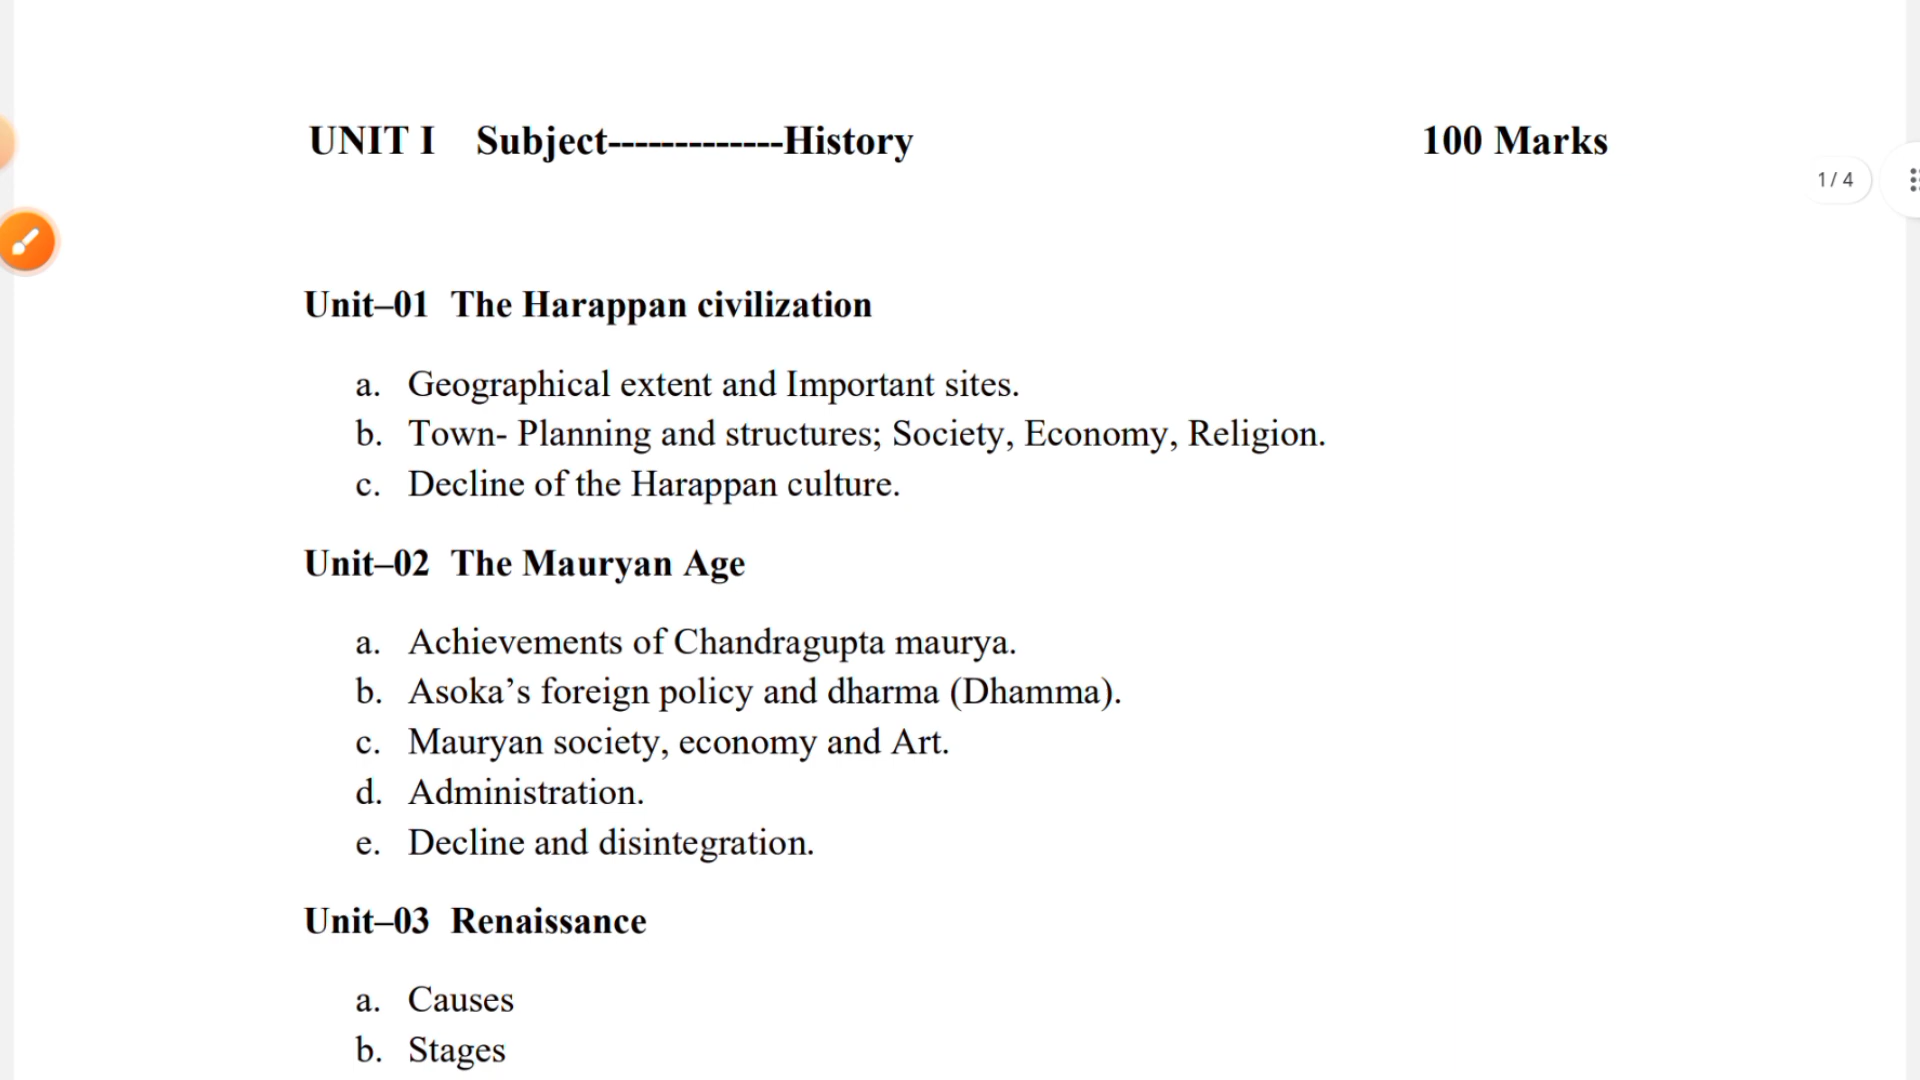 UNIT I Subject-------------History 100 Marks
1 / 4
Unit–01 The Harappan civilization
a. Geographical extent and Important sites.
b. Town- Planning and structures; Society, Economy, Religion.
c. Decline of the Harappan culture.
Unit–02 The Mauryan Age
a. Achievements of Chandragupta maurya.
b. Asoka’s foreign policy and dharma (Dhamma).
c. Mauryan society, economy and Art.
d. Administration.
e. Decline and disintegration.
Unit–03 Renaissance
a. Causes
b. Stages